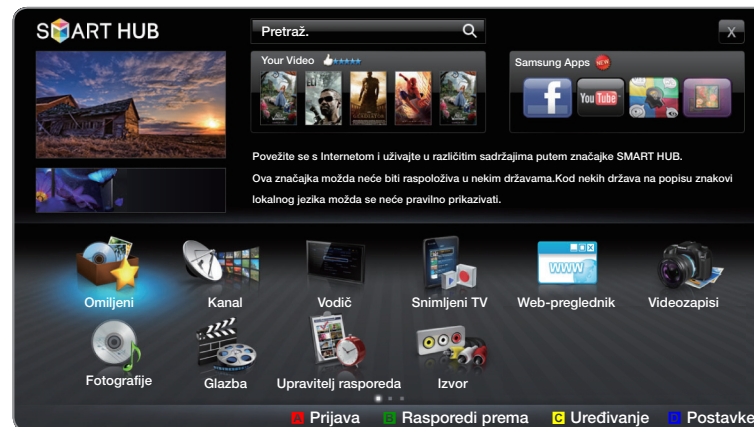 SMART HUB
Pretraž.
X
Your Video
Samsung Apps NEW
You Tube
Povežite se s Internetom i uživajte u različitim sadržajima putem značajke SMART HUB.
Ova značajka možda neće biti raspoloživa u nekim državama.Kod nekih država na popisu znakovi
lokalnog jezika možda se neće pravilno prikazivati.
www
Omiljeni
Kanal
Vodič
Snimljeni TV
Web-preglednik
Videozapisi
Fotografije
Glazba
Upravitelj rasporeda
Izvor
A Prijava B Rasporedi prema C Uređivanje D Postavke